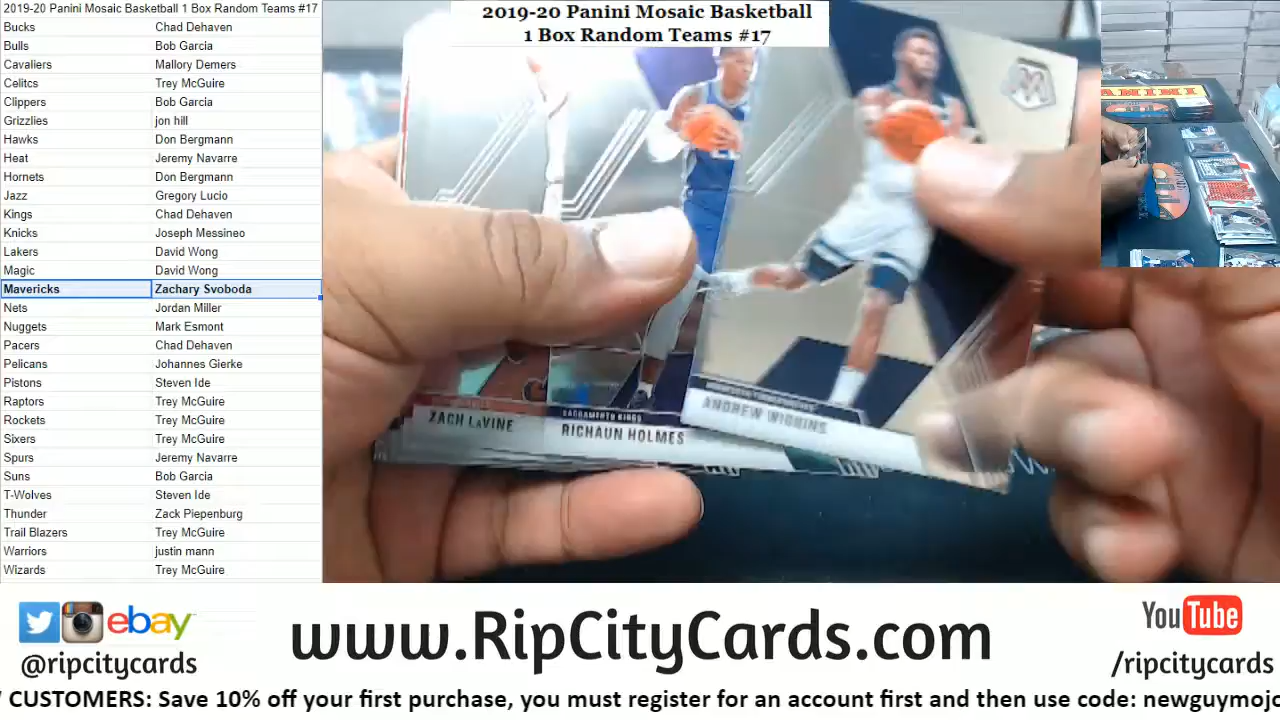 2019-20 Panini Mosaic Basketball 1 Box Random Teams #17
Bucks Chad Dehaven
Bulls Bob Garcia
Cavaliers Mallory Demers
Celitcs Trey McGuire
Clippers Bob Garcia
Grizzlies jon hill
Hawks Don Bergmann
Heat Jeremy Navarre
Hornets Don Bergmann
Jazz Gregory Lucio
Kings Chad Dehaven
Knicks Joseph Messineo
Lakers David Wong
Magic David Wong
Mavericks Zachary Svoboda
Nets Jordan Miller
Nuggets Mark Esmont
Pacers Chad Dehaven
Pelicans Johannes Gierke
Pistons Steven Ide
Raptors Trey McGuire
Rockets Trey McGuire
Sixers Trey McGuire
Spurs Jeremy Navarre
Suns Bob Garcia
T-Wolves Steven Ide
Thunder Zack Piepenburg
Trail Blazers Trey McGuire
Warriors justin mann
Wizards Trey McGuire
2019-20 Panini Mosaic Basketball
1 Box Random Teams #17
ZACH LaVINE
SACRAMENTO KINGS
RICHAUN HOLMES
ANDREW WIGGINS
PANINI
ebay
@ripcitycards
www.RipCityCards.com
YouTube
/ripcitycards
CUSTOMERS: Save 10% off your first purchase, you must register for an account first and then use code: newguymojo